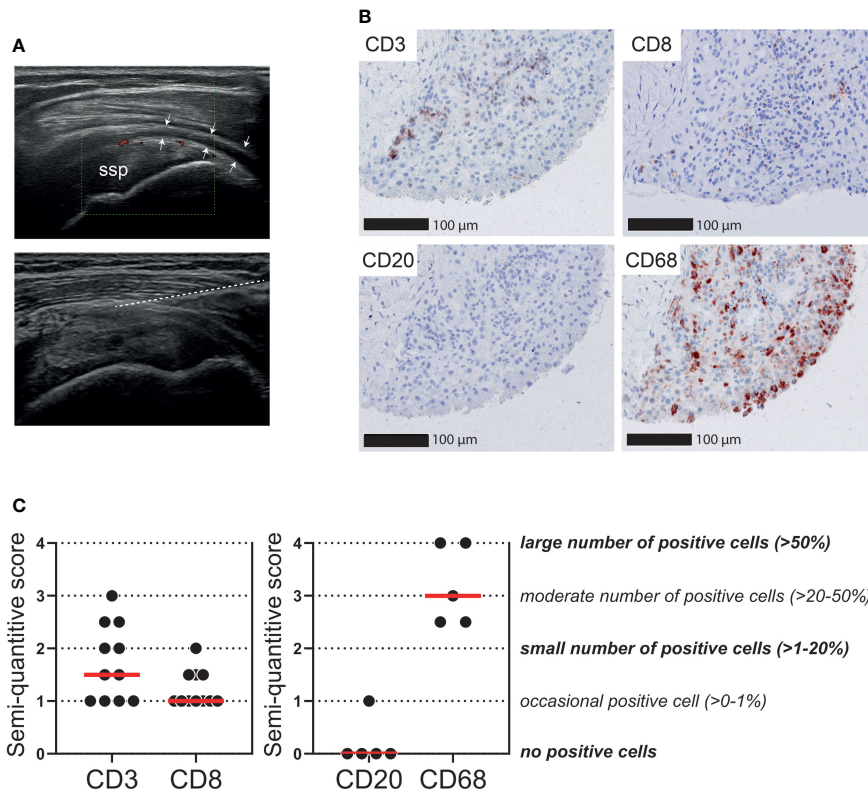 A
ssp
B
CD3
100 µm
CD8
100 µm
CD20
100 µm
CD68
100 µm
C
Semi-quantitive score
4
3
2
1
0
CD3 CD8
Semi-quantitive score
4
3
2
1
0
CD20 CD68
large number of positive cells (>50%)
moderate number of positive cells (>20-50%)
small number of positive cells (>1-20%)
occasional positive cell (>0-1%)
no positive cells